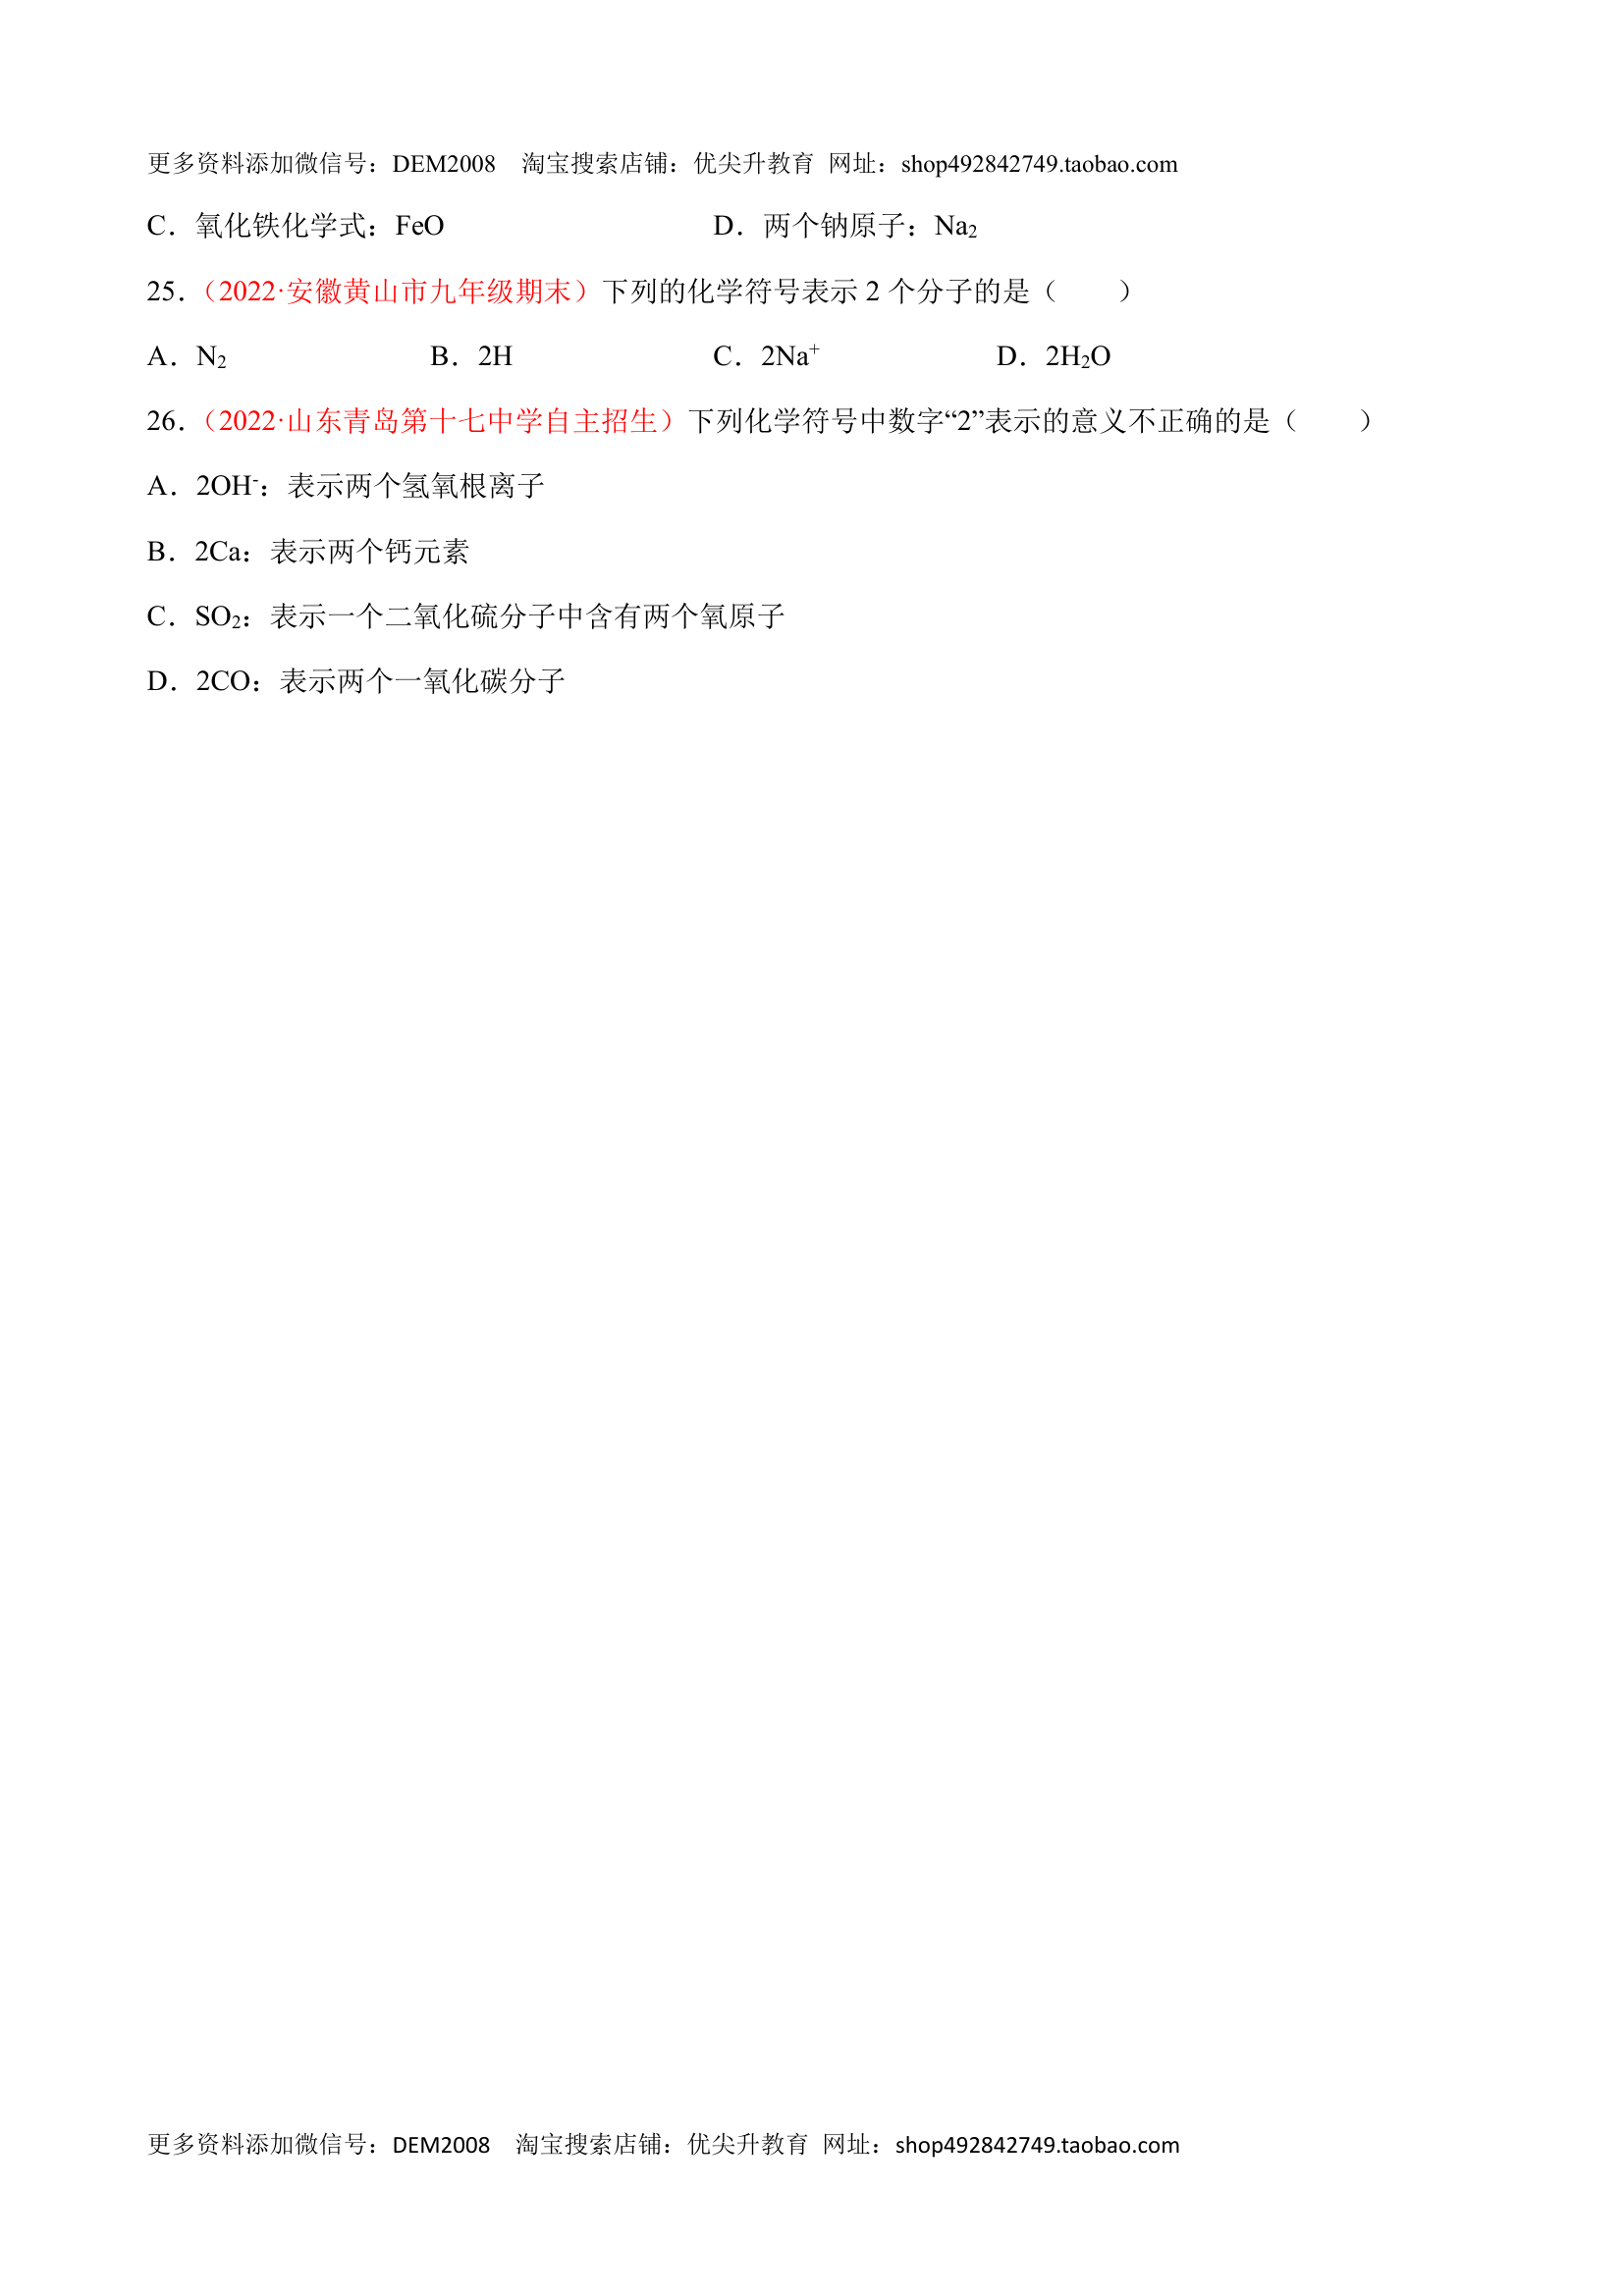 更多资料添加微信号：DEM2008 淘宝搜索店铺：优尖升教育 网址：shop492842749.taobao.com
C．氧化铁化学式：FeO D．两个钠原子：Na₂
25．（2022·安徽黄山市九年级期末）下列的化学符号表示 2 个分子的是（ ）
A．N₂ B．2H C．2Na⁺ D．2H₂O
26．（2022·山东青岛第十七中学自主招生）下列化学符号中数字“2”表示的意义不正确的是（ ）
A．2OH⁻：表示两个氢氧根离子
B．2Ca：表示两个钙元素
C．SO₂：表示一个二氧化硫分子中含有两个氧原子
D．2CO：表示两个一氧化碳分子
更多资料添加微信号：DEM2008 淘宝搜索店铺：优尖升教育 网址：shop492842749.taobao.com